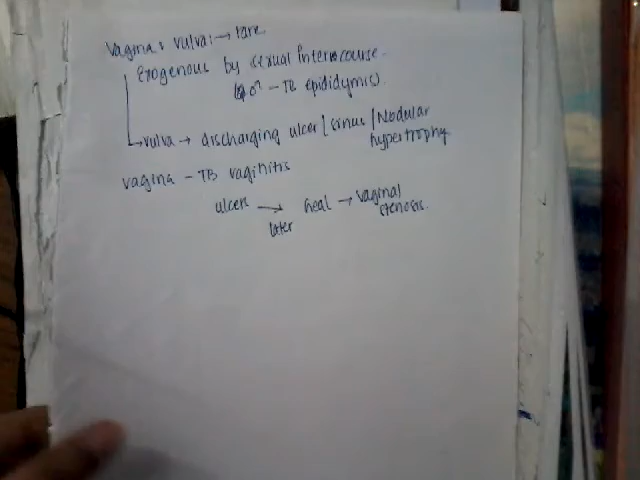 Vagina & vulva: → rare.
Exogenous by sexual intercourse.
♂ – TB epididymis)
→ vulva → discharging ulcer / sinus / Nodular
hypertrophy
vagina – TB vaginitis
ulcers → heal → vaginal
later stenosis.